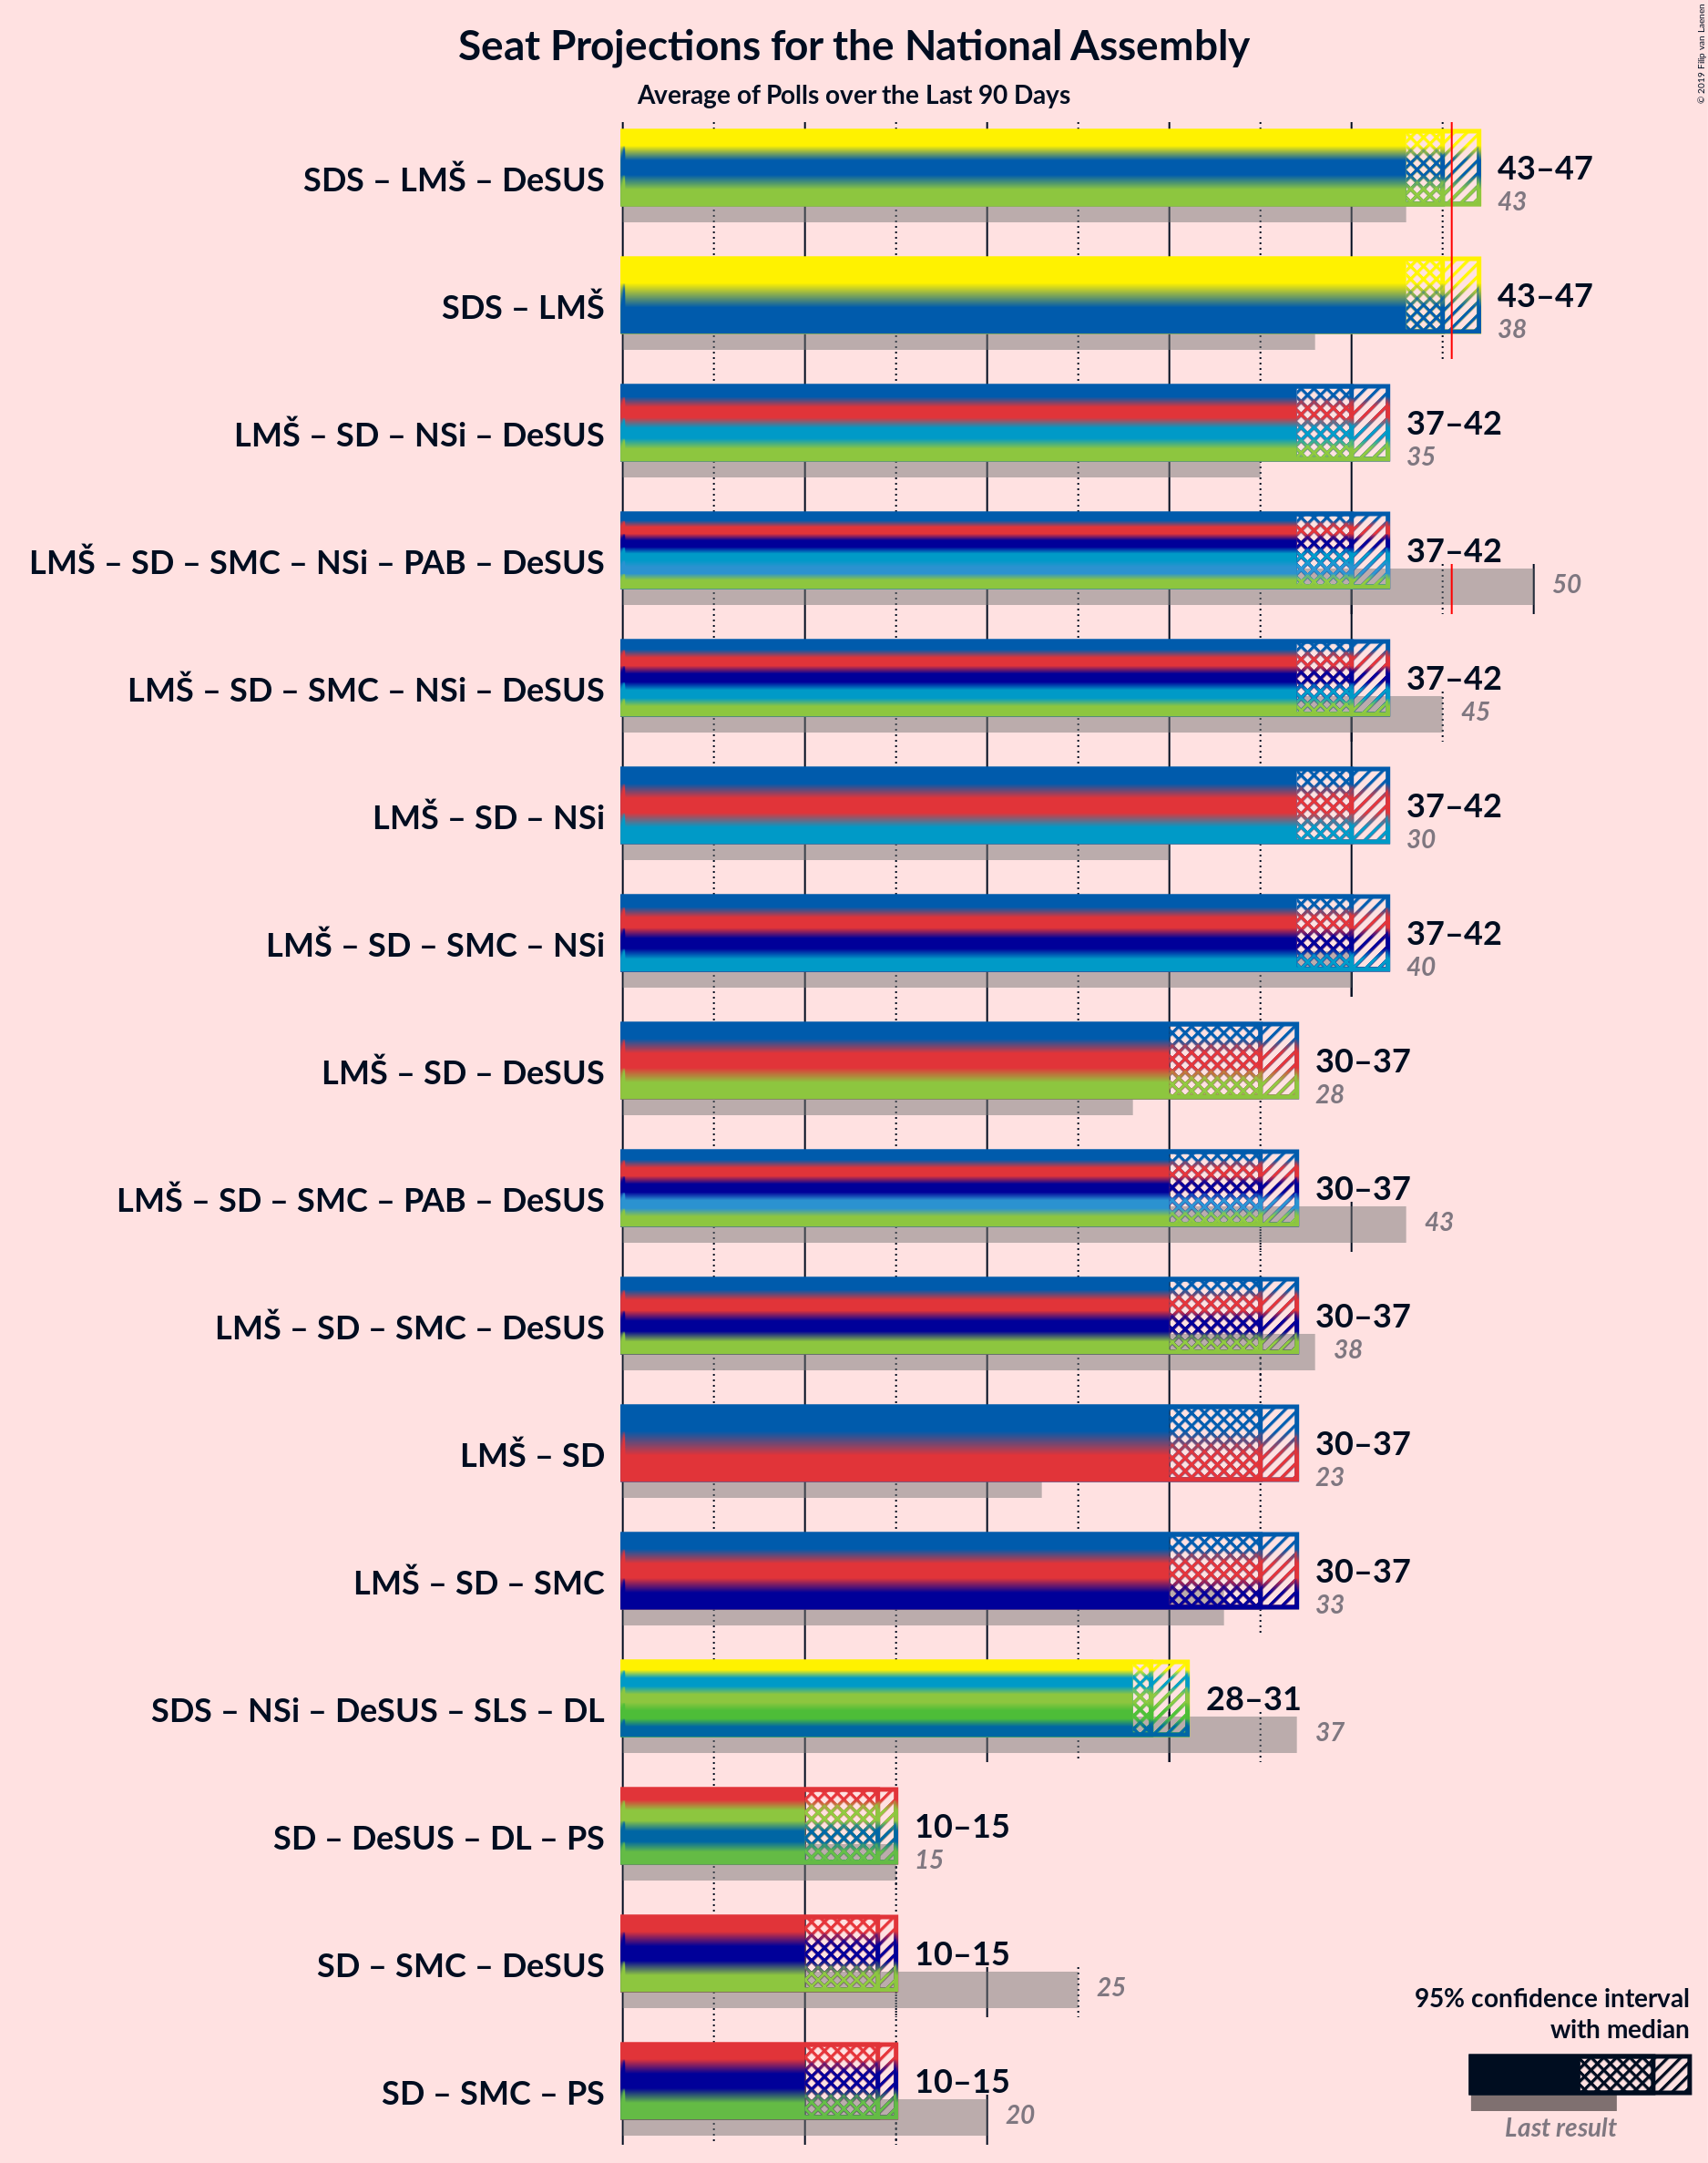 Seat Projections for the National Assembly
Average of Polls over the Last 90 Days
© 2019 Filip van Laenen
SDS – LMŠ – DeSUS
43–47
43
SDS – LMŠ
43–47
38
LMŠ – SD – NSi – DeSUS
37–42
35
LMŠ – SD – SMC – NSi – PAB – DeSUS
37–42
50
LMŠ – SD – SMC – NSi – DeSUS
37–42
45
LMŠ – SD – NSi
37–42
30
LMŠ – SD – SMC – NSi
37–42
40
LMŠ – SD – DeSUS
30–37
28
LMŠ – SD – SMC – PAB – DeSUS
30–37
43
LMŠ – SD – SMC – DeSUS
30–37
38
LMŠ – SD
30–37
23
LMŠ – SD – SMC
30–37
33
SDS – NSi – DeSUS – SLS – DL
28–31
37
SD – DeSUS – DL – PS
10–15
15
SD – SMC – DeSUS
10–15
25
SD – SMC – PS
10–15
20
95% confidence interval
with median
Last result